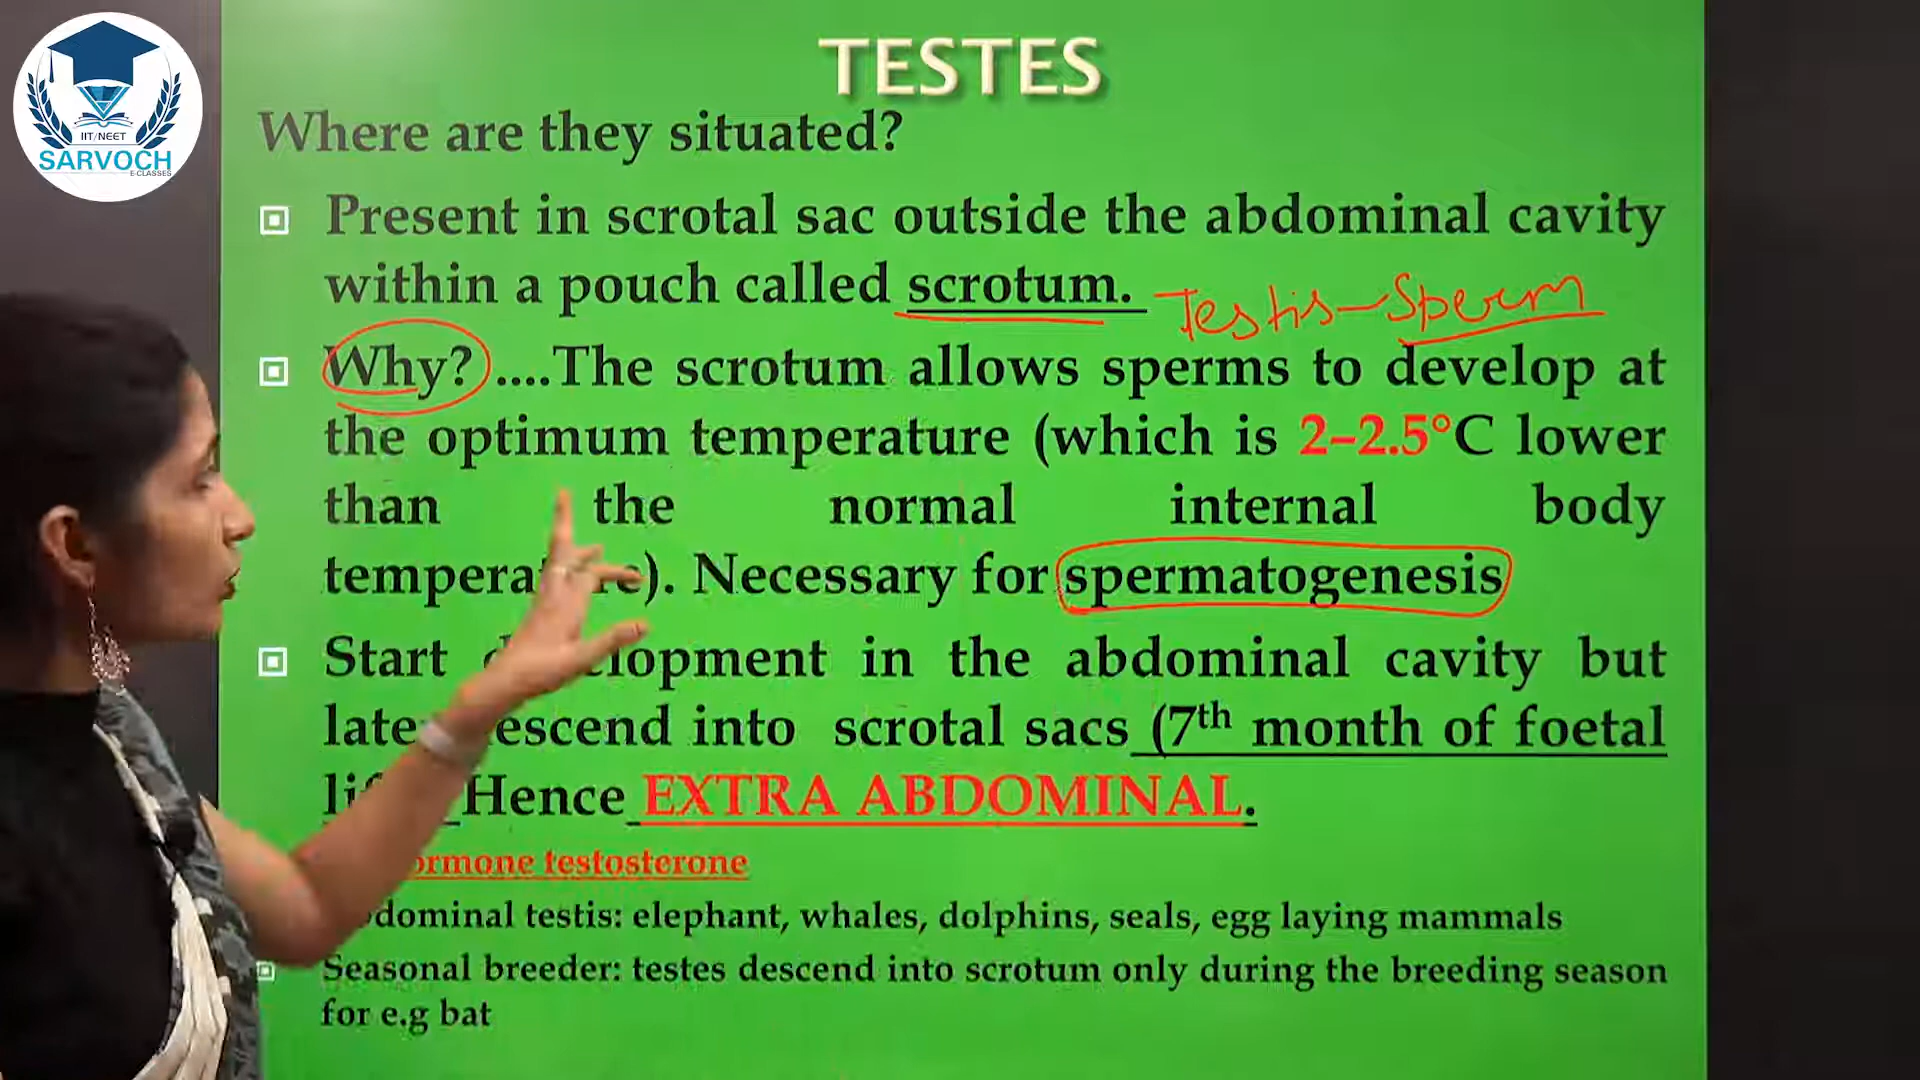 IIT/NEET
SARVOCH
E-CLASSES
TESTES
Where are they situated?
Present in scrotal sac outside the abdominal cavity
within a pouch called scrotum. Testis-Sperm
Why? ....The scrotum allows sperms to develop at
the optimum temperature (which is 2–2.5°C lower
than the normal internal body
Necessary for spermatogenesis
Start in the abdominal cavity but
into scrotal sacs (7th month of foetal
Hence EXTRA ABDOMINAL.
testosterone
testis: elephant, whales, dolphins, seals, egg laying mammals
Seasonal breeder: testes descend into scrotum only during the breeding season
for e.g bat